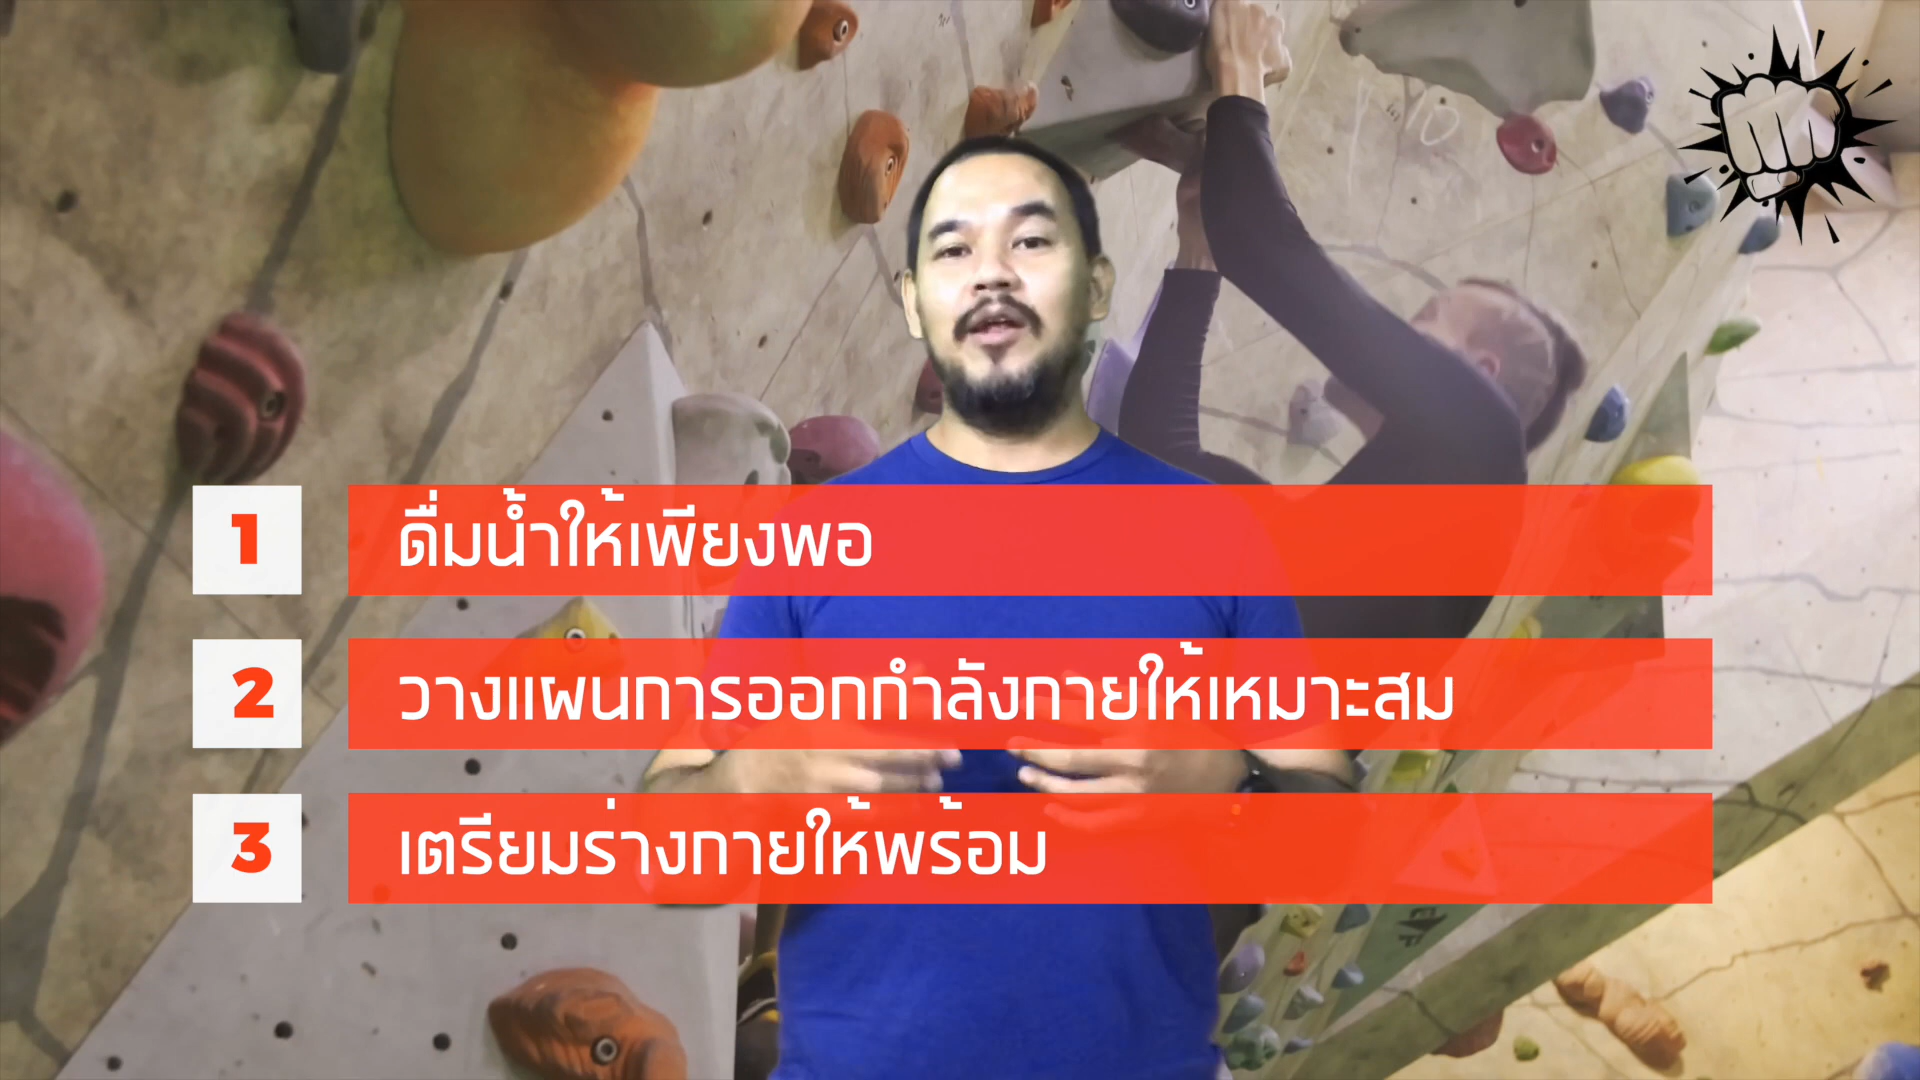 1 ดื่มน้ำให้เพียงพอ
2 วางแผนการออกกำลังกายให้เหมาะสม
3 เตรียมร่างกายให้พร้อม